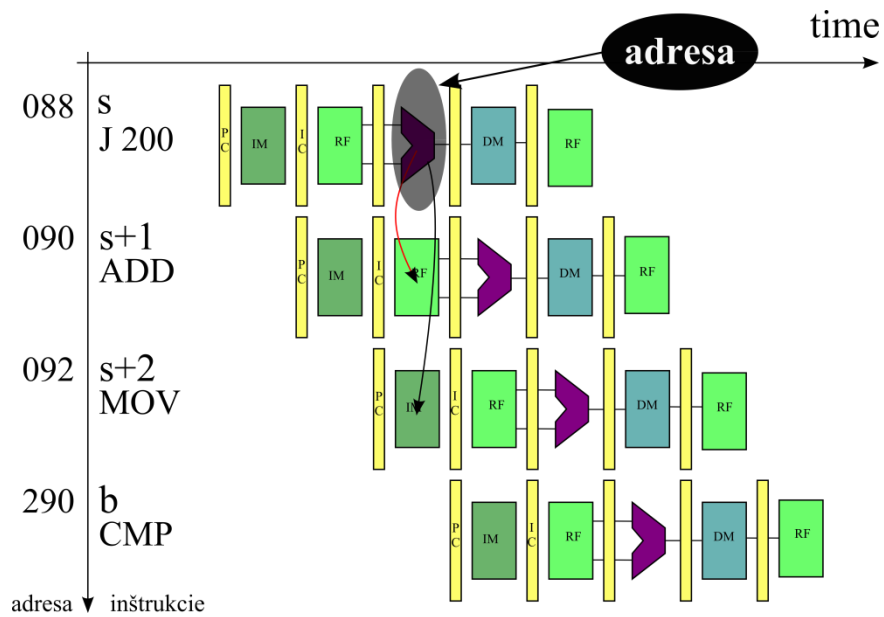 time
adresa
088 s
J 200
PC IM IC RF DM RF
090 s+1
ADD
PC IM IC RF DM RF
092 s+2
MOV
PC IM IC RF DM RF
290 b
CMP
PC IM IC RF DM RF
adresa inštrukcie